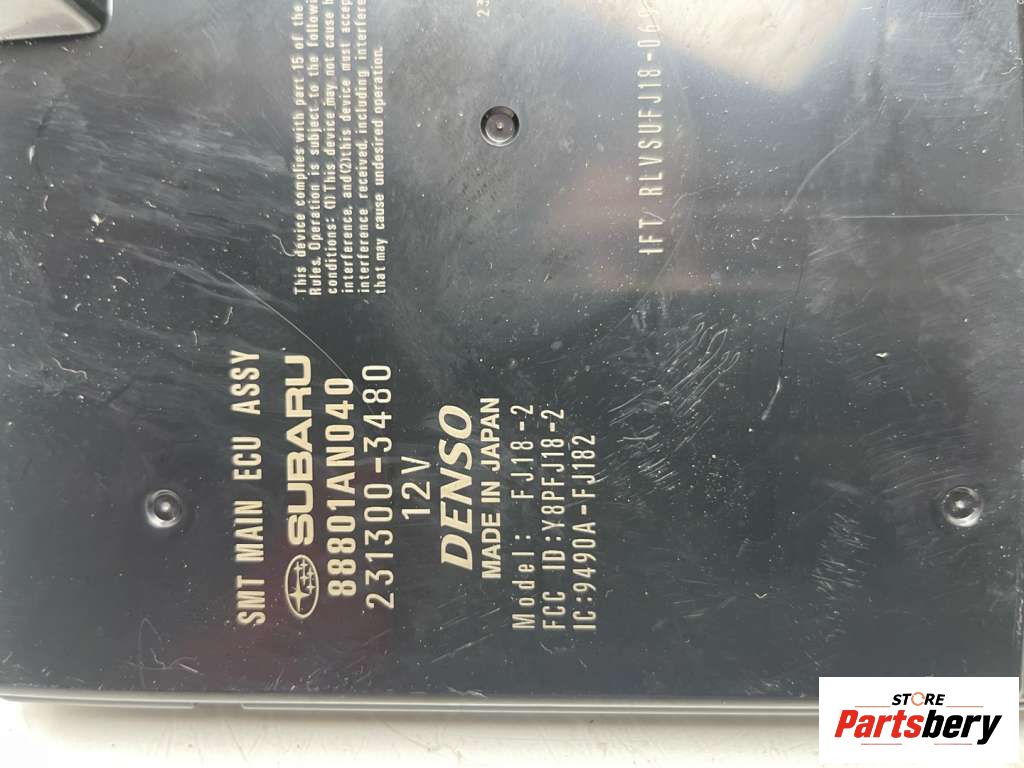 SMT MAIN ECU ASSY
SUBARU
88801AN040
231300-3480
12V
DENSO
MADE IN JAPAN
Model: FJ18-2
FCC ID:Y8PFJ18-2
IC:9490A-FJ182
This device complies with part 15 of the
Rules. Operation is subject to the
conditions: (1) This device may not cause
interference, and(2)this device must
interference received, including
that may cause undesired operation.
RLVSUFJ18-06
STORE
Partsbery